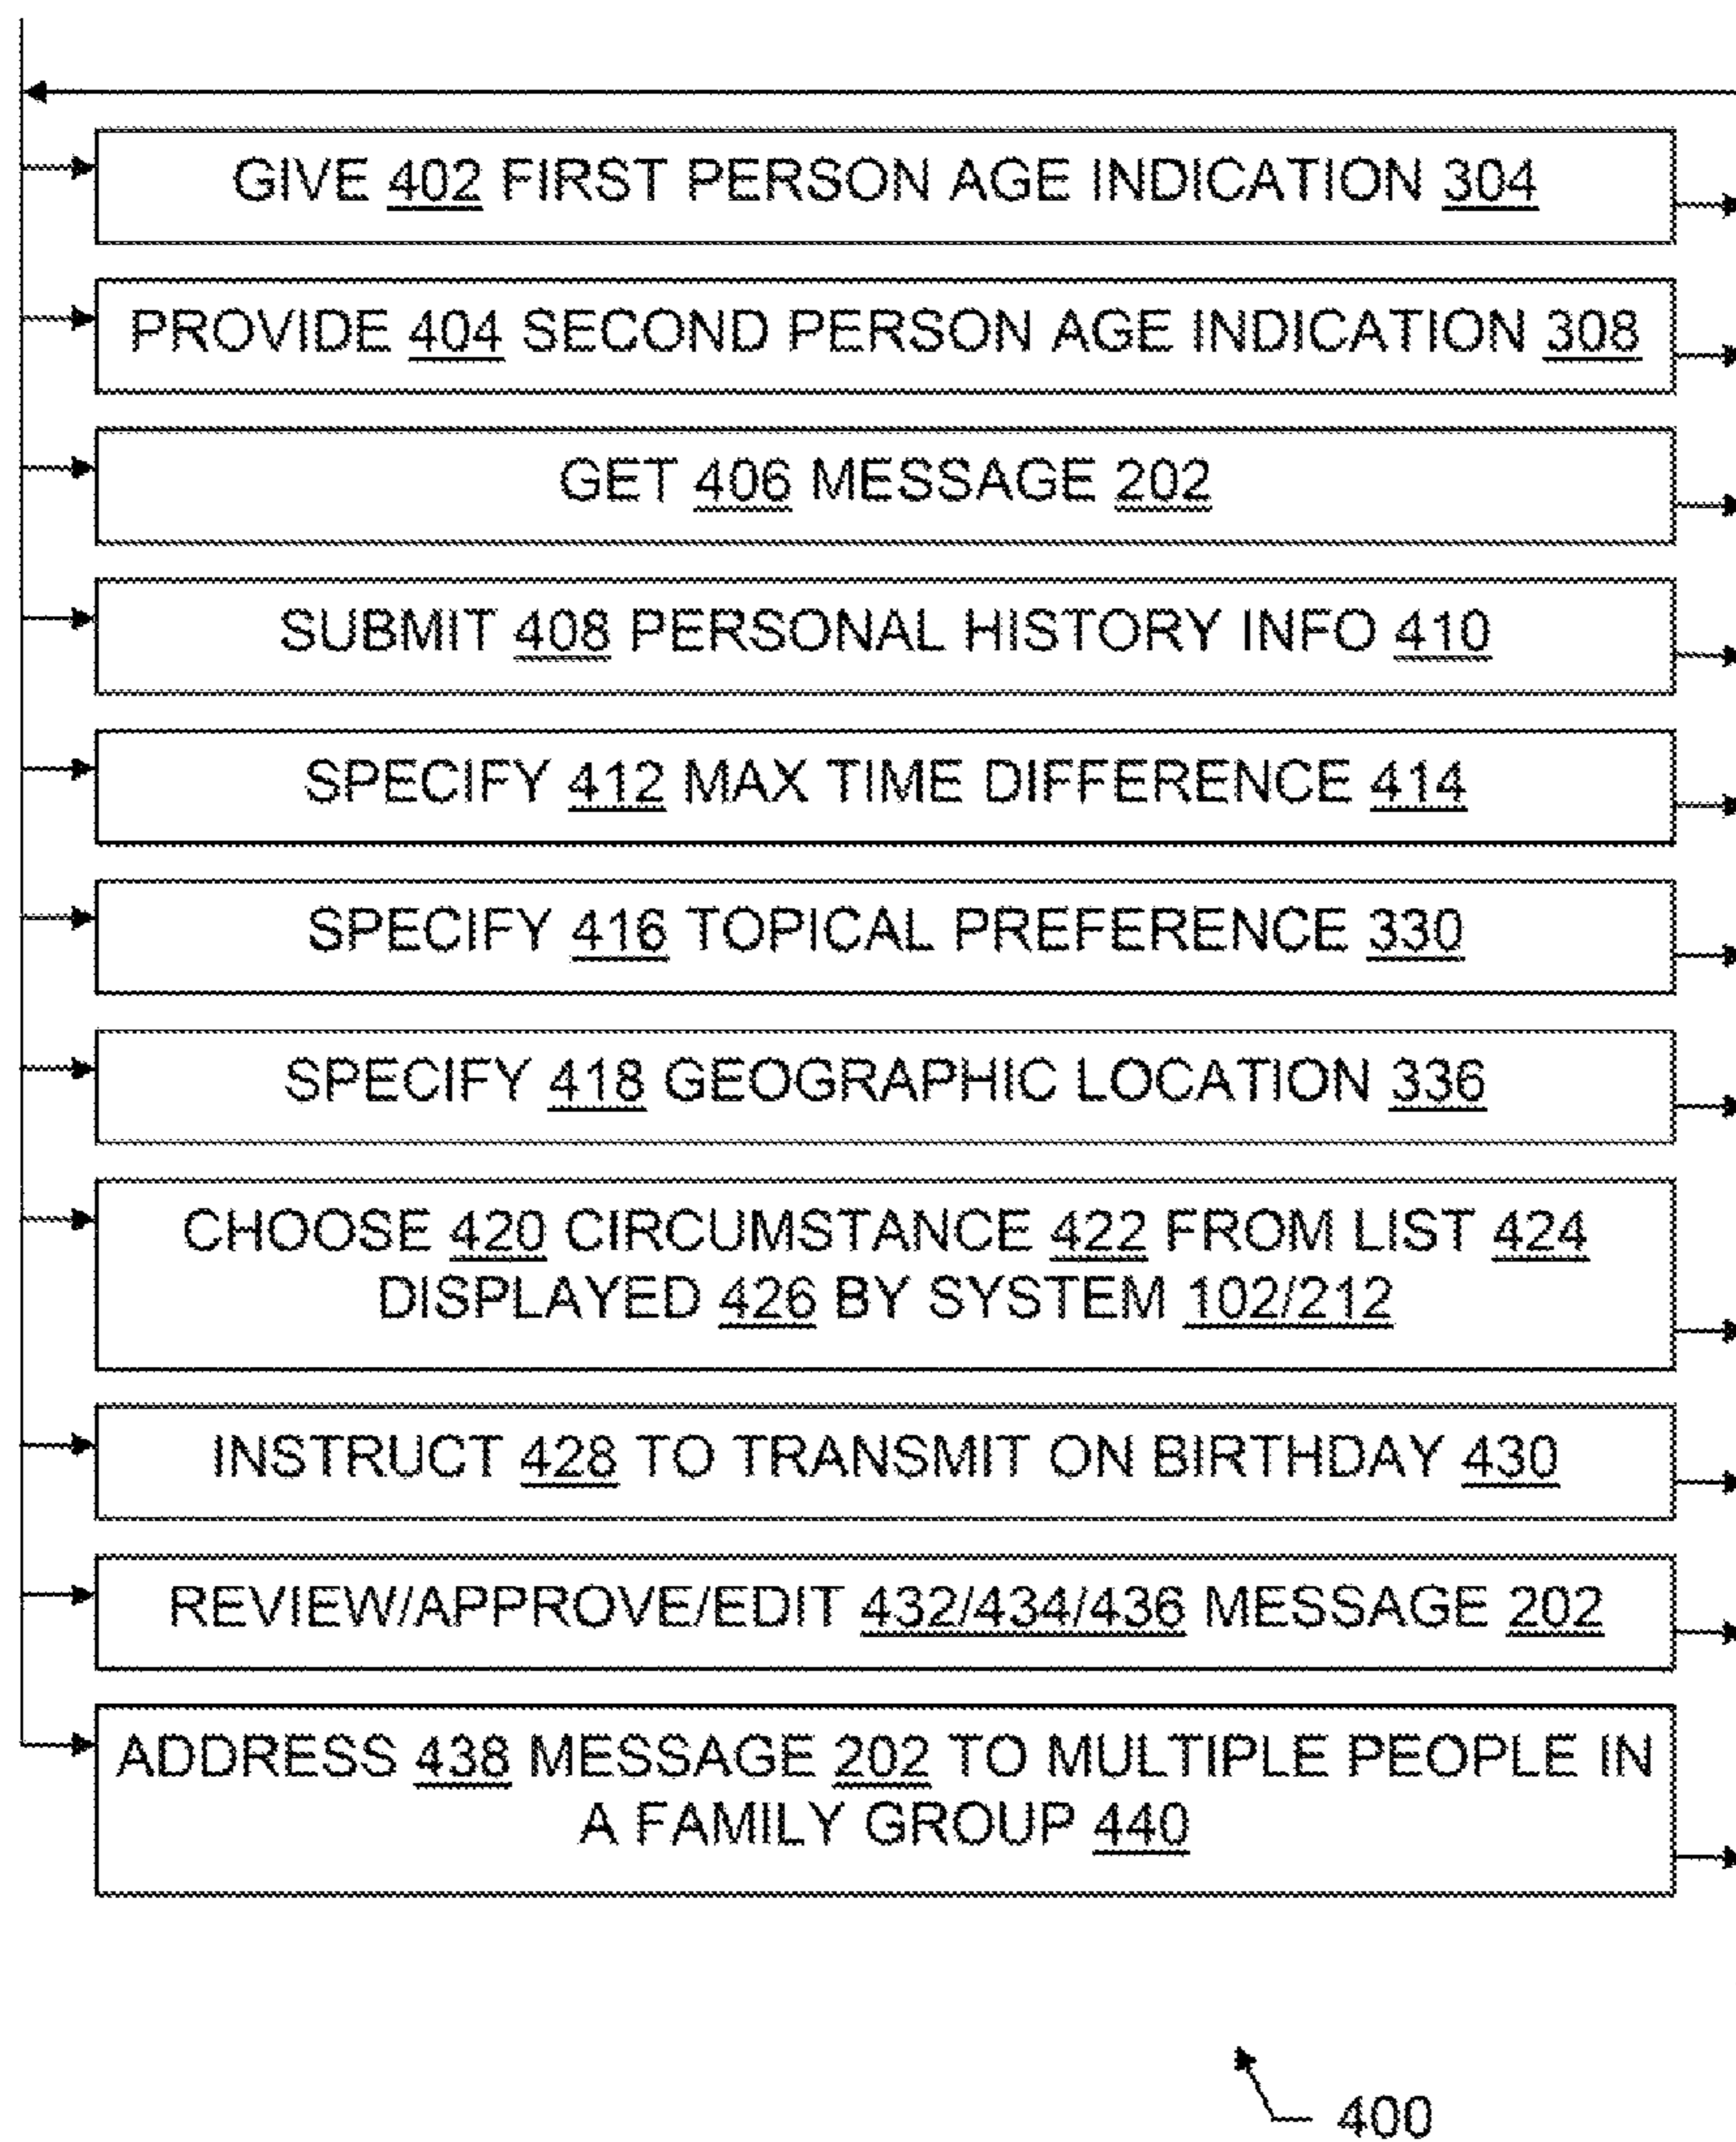 GIVE 402 FIRST PERSON AGE INDICATION 304
PROVIDE 404 SECOND PERSON AGE INDICATION 308
GET 406 MESSAGE 202
SUBMIT 408 PERSONAL HISTORY INFO 410
SPECIFY 412 MAX TIME DIFFERENCE 414
SPECIFY 416 TOPICAL PREFERENCE 330
SPECIFY 418 GEOGRAPHIC LOCATION 336
CHOOSE 420 CIRCUMSTANCE 422 FROM LIST 424
DISPLAYED 426 BY SYSTEM 102/212
INSTRUCT 428 TO TRANSMIT ON BIRTHDAY 430
REVIEW/APPROVE/EDIT 432/434/436 MESSAGE 202
ADDRESS 438 MESSAGE 202 TO MULTIPLE PEOPLE IN
A FAMILY GROUP 440
400